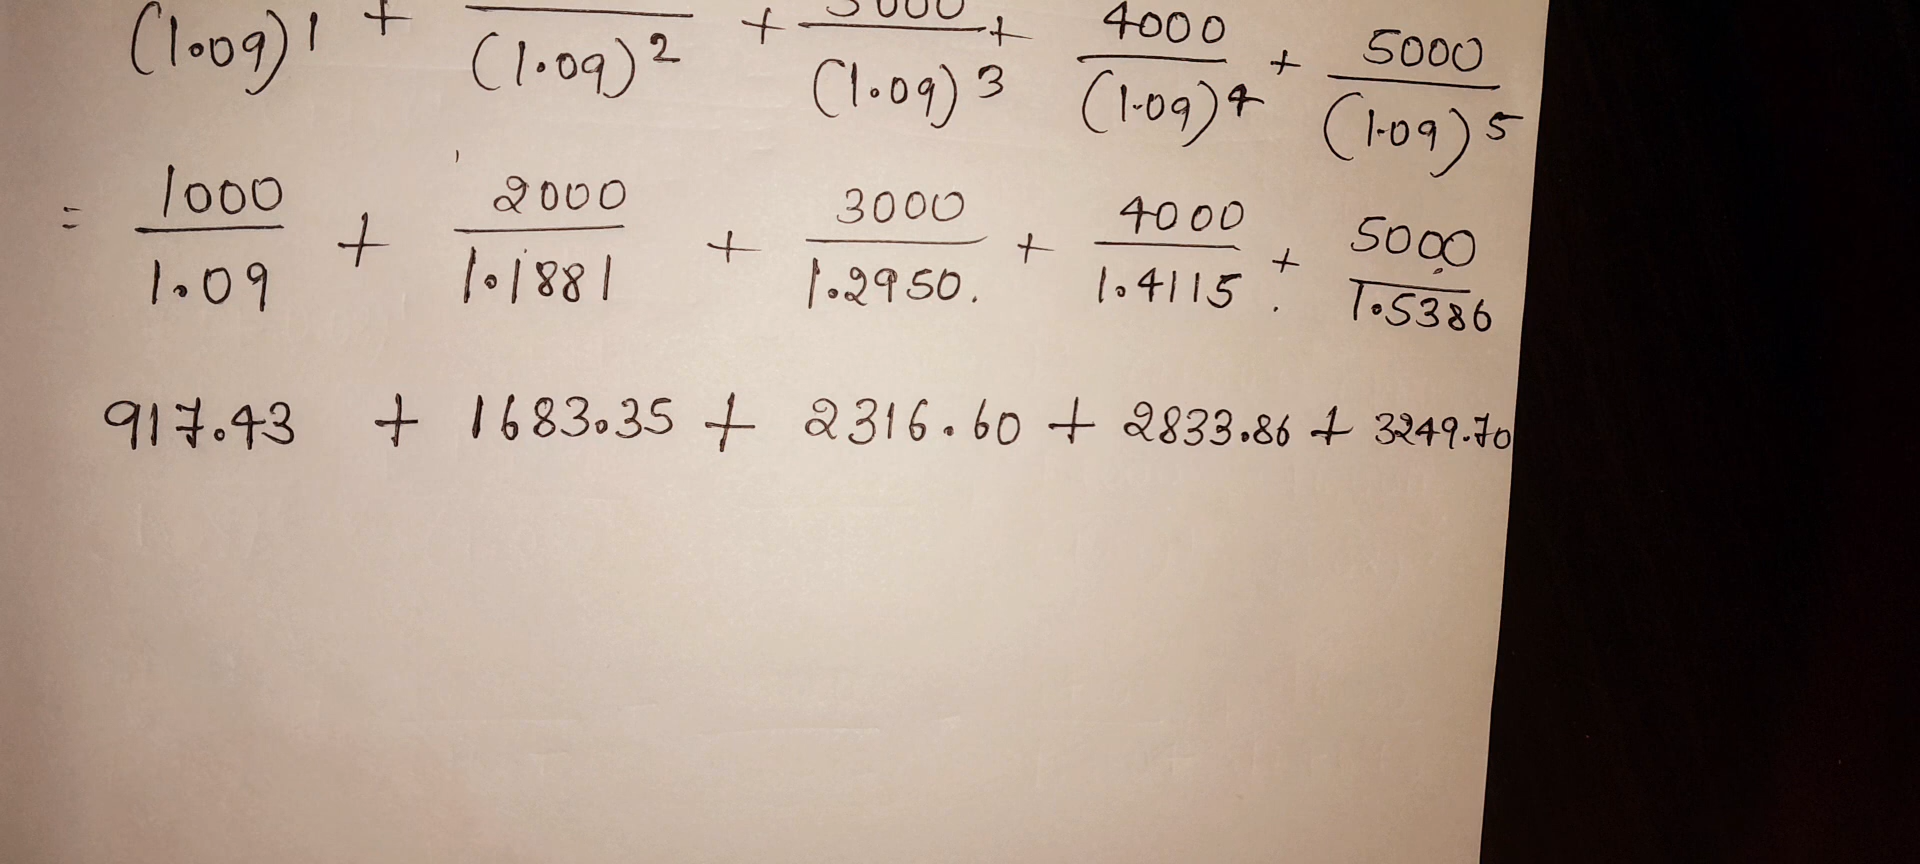 (1.09)1 + (1.09)2 + 3000/(1.09)3 + 4000/(1.09)4 + 5000/(1.09)5
= 1000/1.09 + 2000/1.1881 + 3000/1.2950. + 4000/1.4115 + 5000/1.5386
917.43 + 1683.35 + 2316.60 + 2833.86 + 3249.70